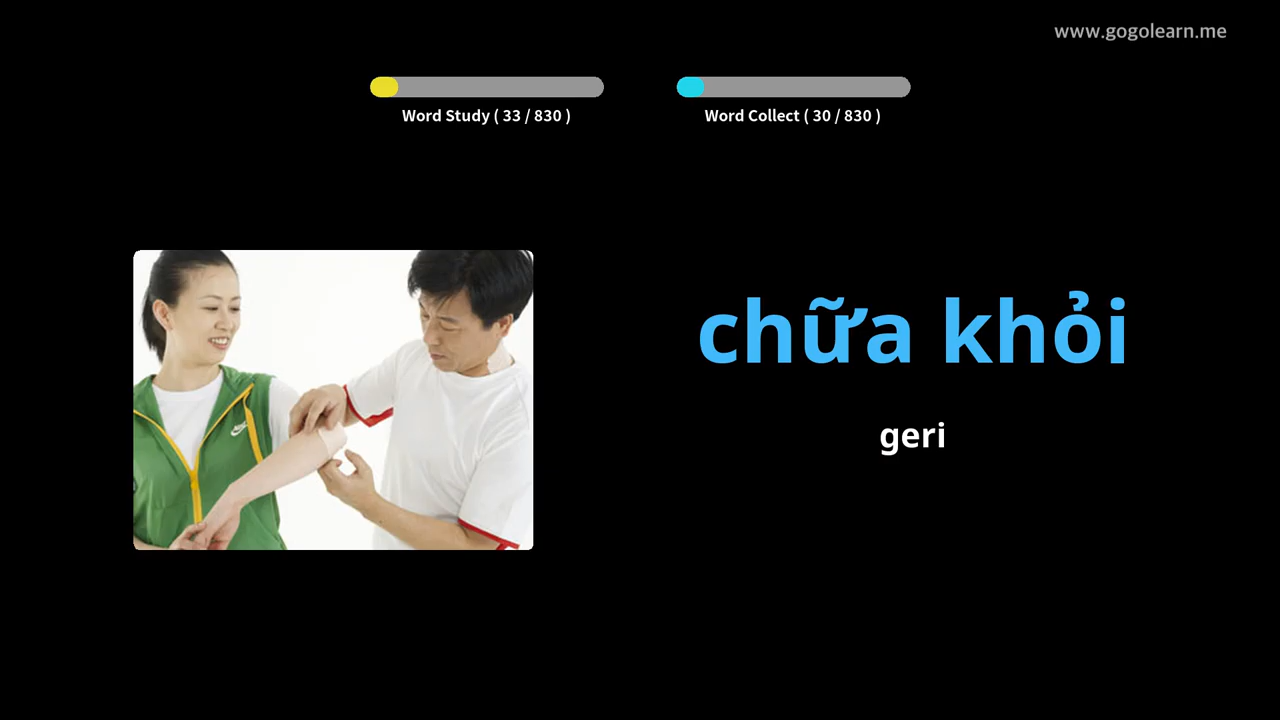 www.gogolearn.me
Word Study ( 33 / 830 )
Word Collect ( 30 / 830 )
chữa khỏi
geri